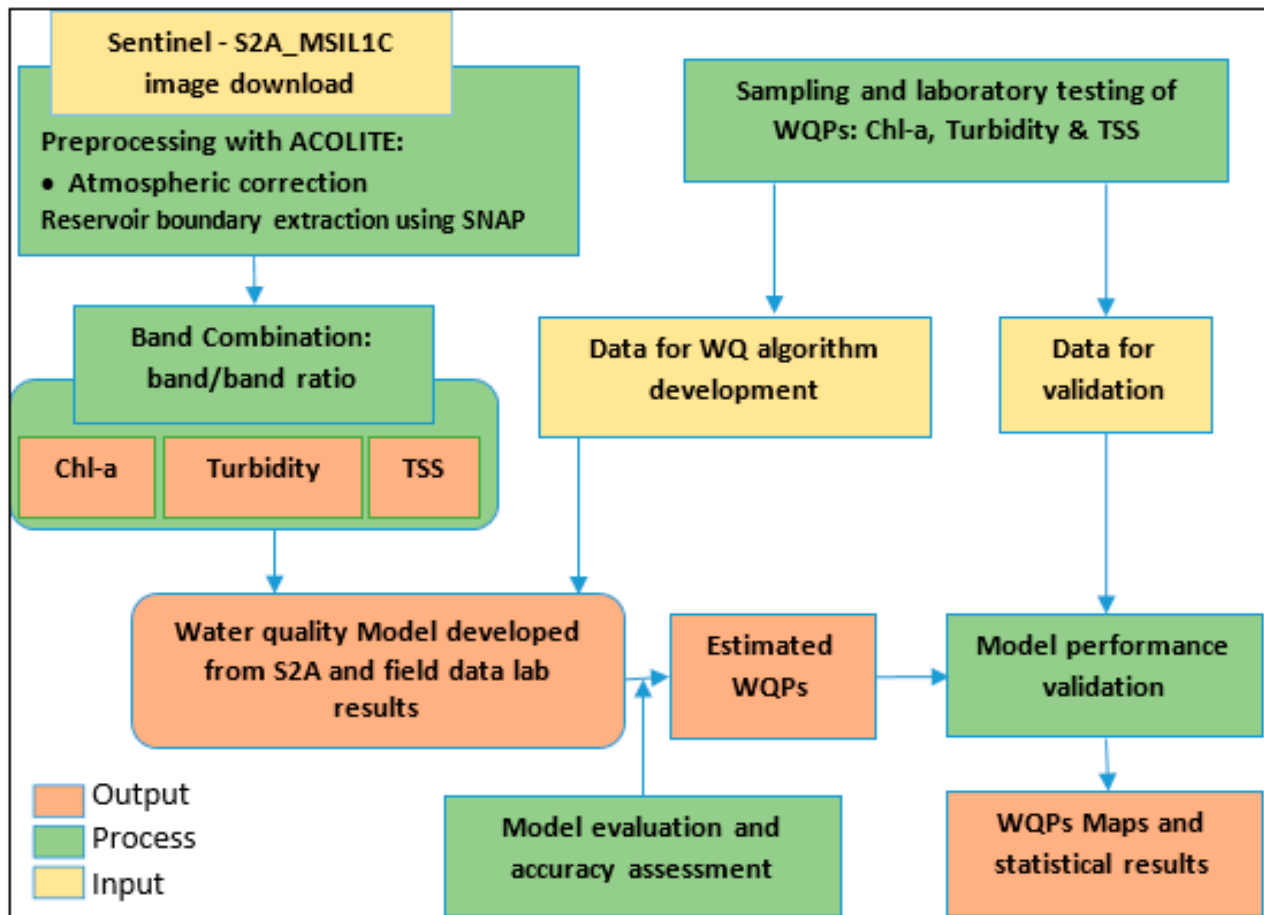 Sentinel - S2A_MSIL1C
image download
Preprocessing with ACOLITE:
• Atmospheric correction
Reservoir boundary extraction using SNAP
Sampling and laboratory testing of
WQPs: Chl-a, Turbidity & TSS
Band Combination:
band/band ratio
Chl-a
Turbidity
TSS
Data for WQ algorithm
development
Data for
validation
Water quality Model developed
from S2A and field data lab
results
Estimated
WQPs
Model performance
validation
Model evaluation and
accuracy assessment
WQPs Maps and
statistical results
Output
Process
Input